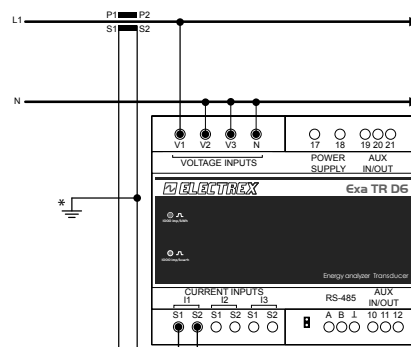 P1 P2
L1
S1 S2
N
V1 V2 V3 N 17 18 19 20 21
VOLTAGE INPUTS POWER SUPPLY AUX IN/OUT
ELECTREX Exa TR D6
*
Energy analyzer Transducer
CURRENT INPUTS
I1 I2 I3 RS-485 AUX IN/OUT
S1 S2 S1 S2 S1 S2 A B ⊥ 10 11 12